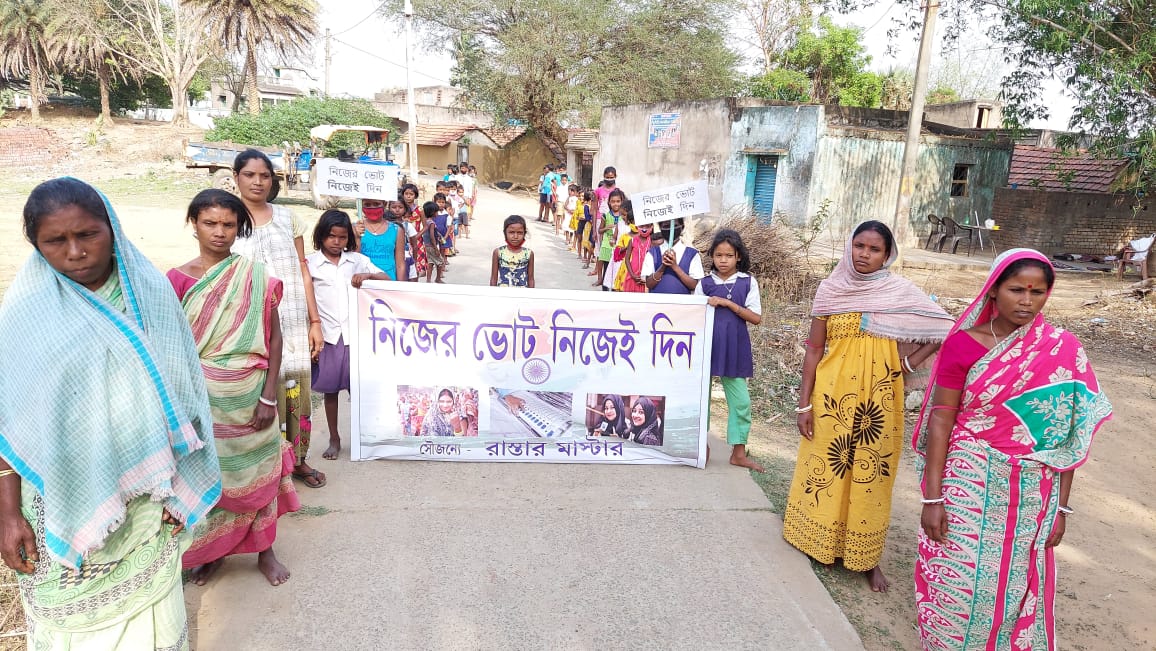 নিজের ভোট
নিজেই দিন
নিজের ভোট
নিজেই দিন
নিজের ভোট নিজেই দিন
সৌজন্যে - রাস্তার মাস্টার